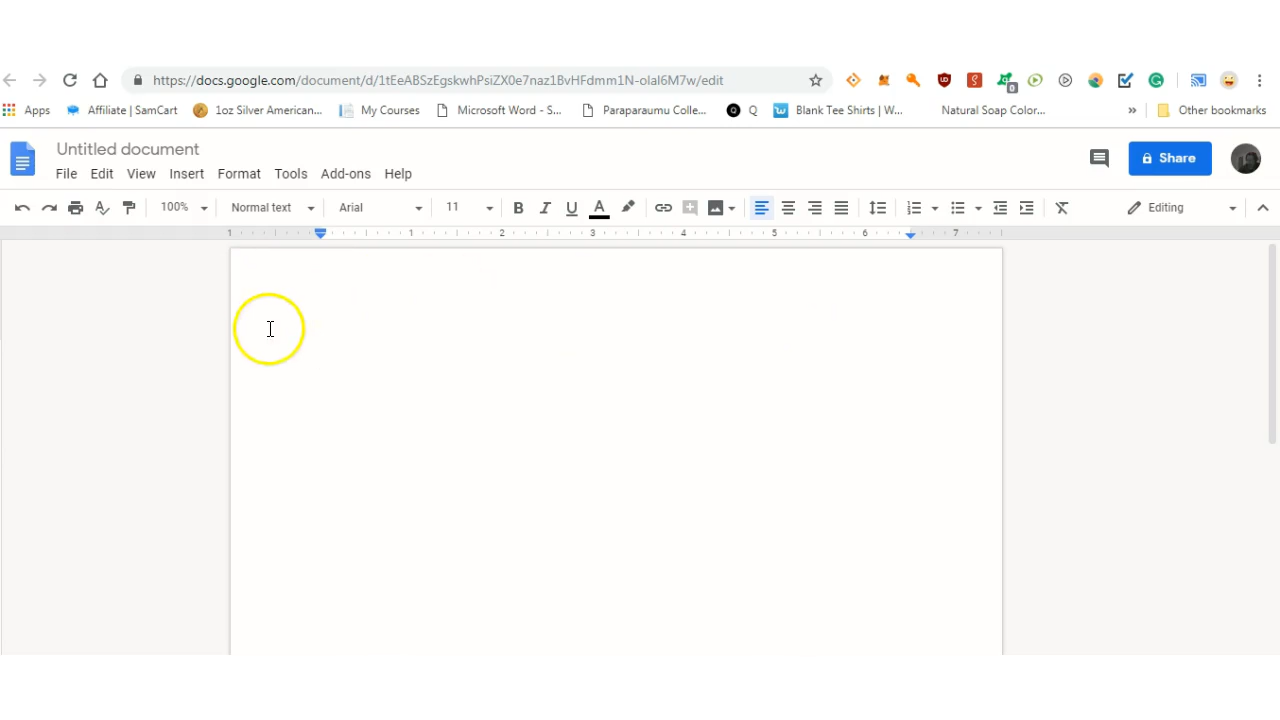 https://docs.google.com/document/d/1tEeABSzEgskwhPsiZX0e7naz1BvHFdmm1N-olaI6M7w/edit
Apps Affiliate | SamCart 1oz Silver American... My Courses Microsoft Word - S... Paraparaumu Colle... Q Blank Tee Shirts | W... Natural Soap Color... » Other bookmarks
Untitled document
Share
File Edit View Insert Format Tools Add-ons Help
100% Normal text Arial 11 B I U A Editing
1 1 2 3 4 5 6 7